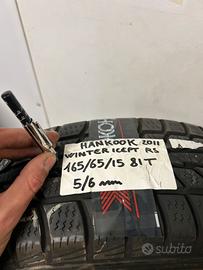 HANKOOK 2011
WINTER ICEPT RS
165/65/15 81T
5/6 mm
subito